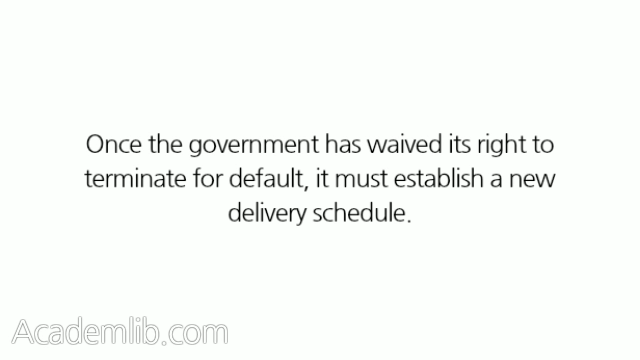 Once the government has waived its right to
terminate for default, it must establish a new
delivery schedule.
Academlib.com